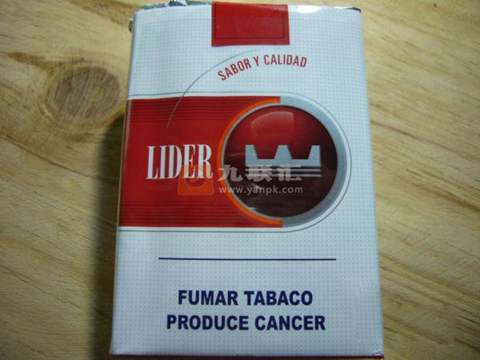 SABOR Y CALIDAD
LIDER
九联汇
www.yanpk.com
FUMAR TABACO
PRODUCE CANCER